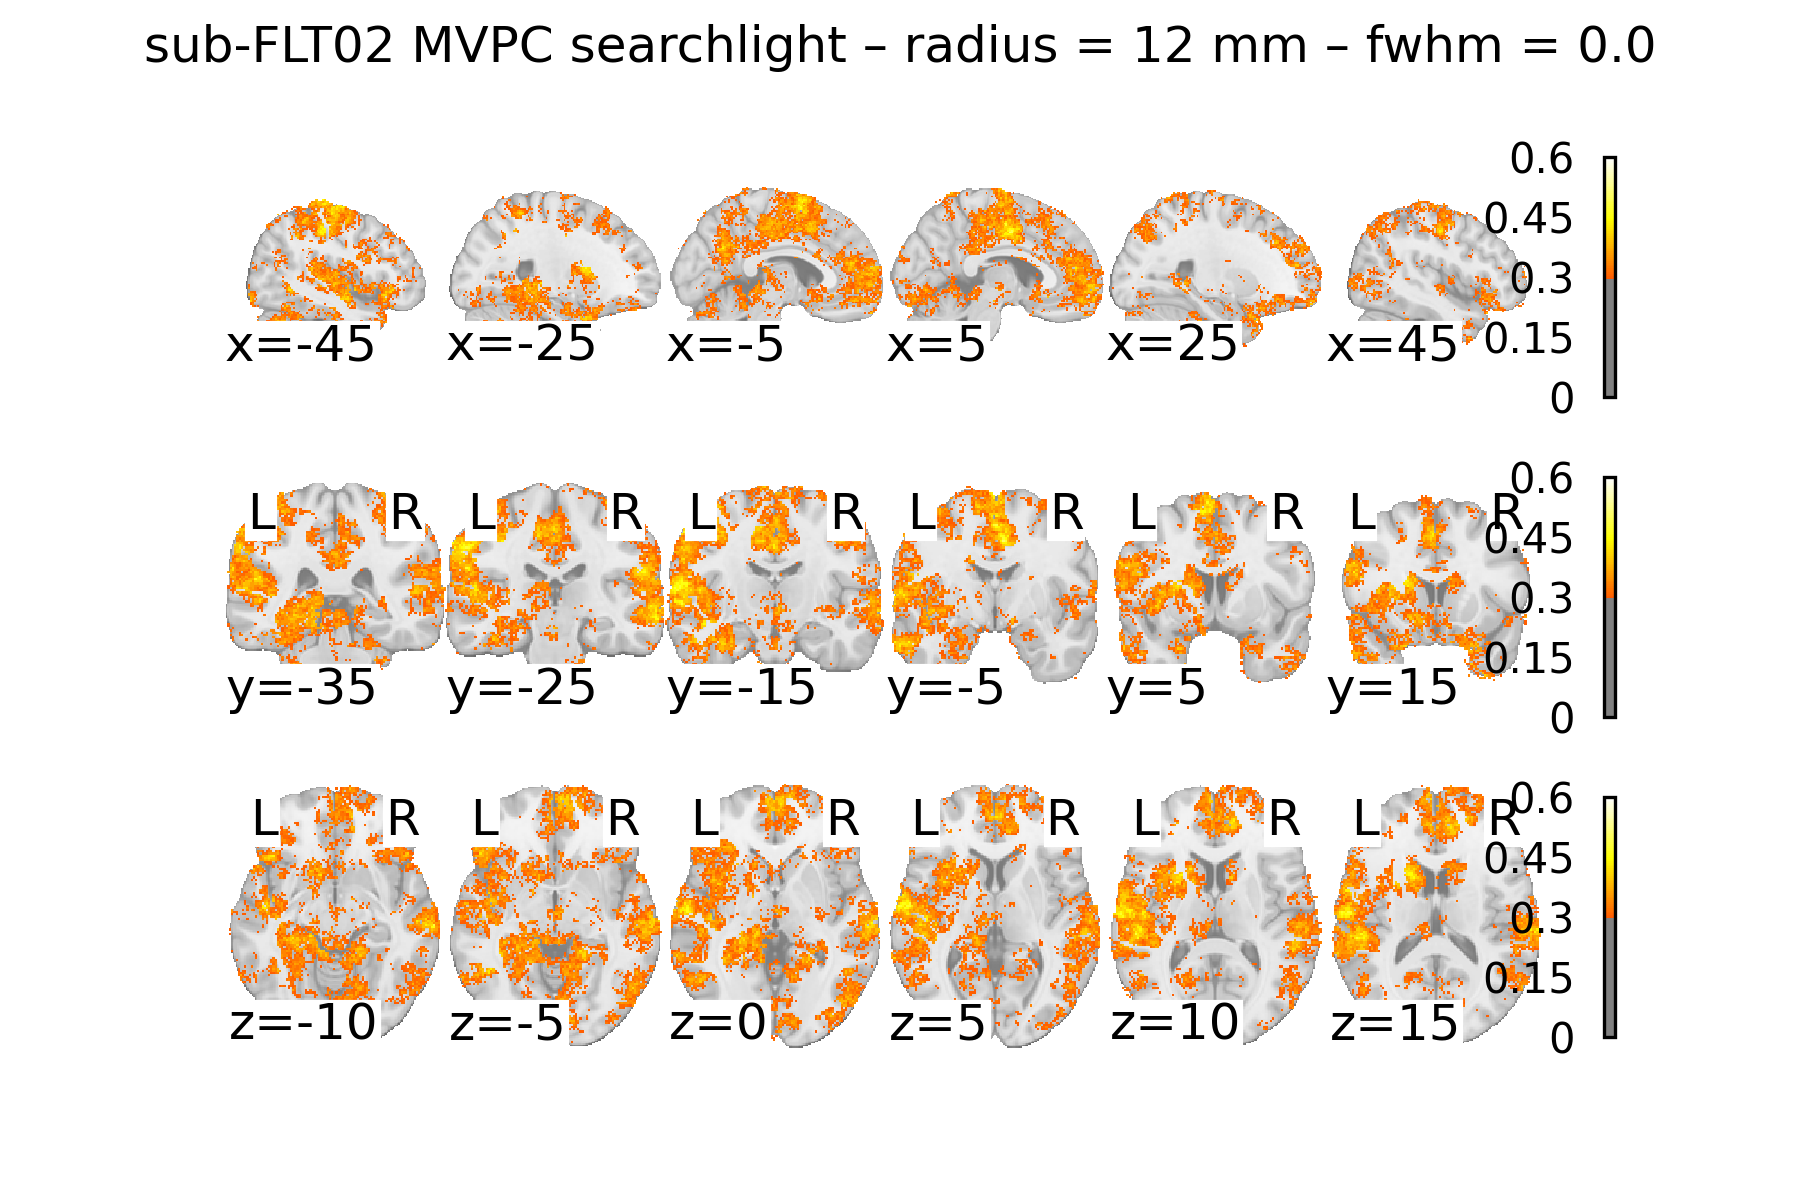 sub-FLT02 MVPC searchlight – radius = 12 mm – fwhm = 0.0
0.6
0.45
0.3
0.15
0
x=-45 x=-25 x=-5 x=5 x=25 x=45
L R L R L R L R L R L R
0.6
0.45
0.3
0.15
0
y=-35 y=-25 y=-15 y=-5 y=5 y=15
L R L R L R L R L R L R
0.6
0.45
0.3
0.15
0
z=-10 z=-5 z=0 z=5 z=10 z=15